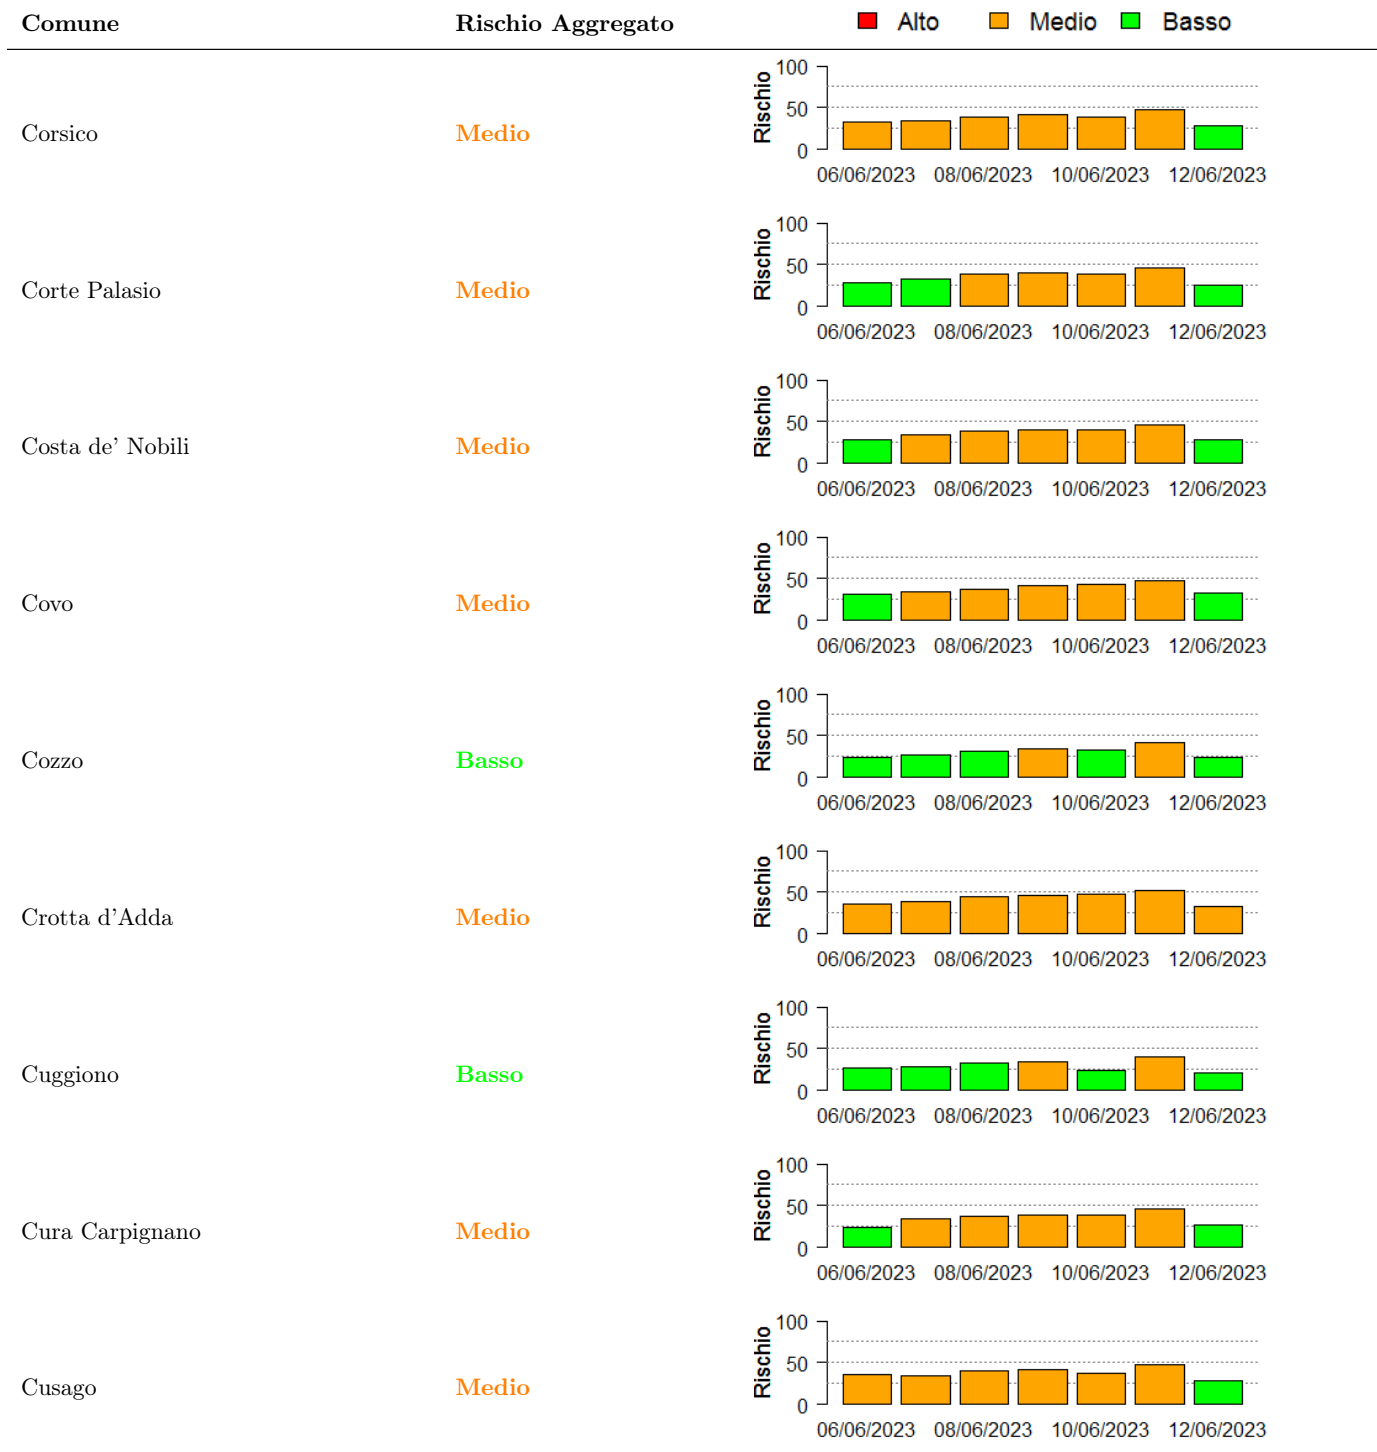 Comune Rischio Aggregato Alto Medio Basso
100
50
0
Rischio
Corsico Medio
06/06/2023 08/06/2023 10/06/2023 12/06/2023
100
50
0
Rischio
Corte Palasio Medio
06/06/2023 08/06/2023 10/06/2023 12/06/2023
100
50
0
Rischio
Costa de’ Nobili Medio
06/06/2023 08/06/2023 10/06/2023 12/06/2023
100
50
0
Rischio
Covo Medio
06/06/2023 08/06/2023 10/06/2023 12/06/2023
100
50
0
Rischio
Cozzo Basso
06/06/2023 08/06/2023 10/06/2023 12/06/2023
100
50
0
Rischio
Crotta d’Adda Medio
06/06/2023 08/06/2023 10/06/2023 12/06/2023
100
50
0
Rischio
Cuggiono Basso
06/06/2023 08/06/2023 10/06/2023 12/06/2023
100
50
0
Rischio
Cura Carpignano Medio
06/06/2023 08/06/2023 10/06/2023 12/06/2023
100
50
0
Rischio
Cusago Medio
06/06/2023 08/06/2023 10/06/2023 12/06/2023